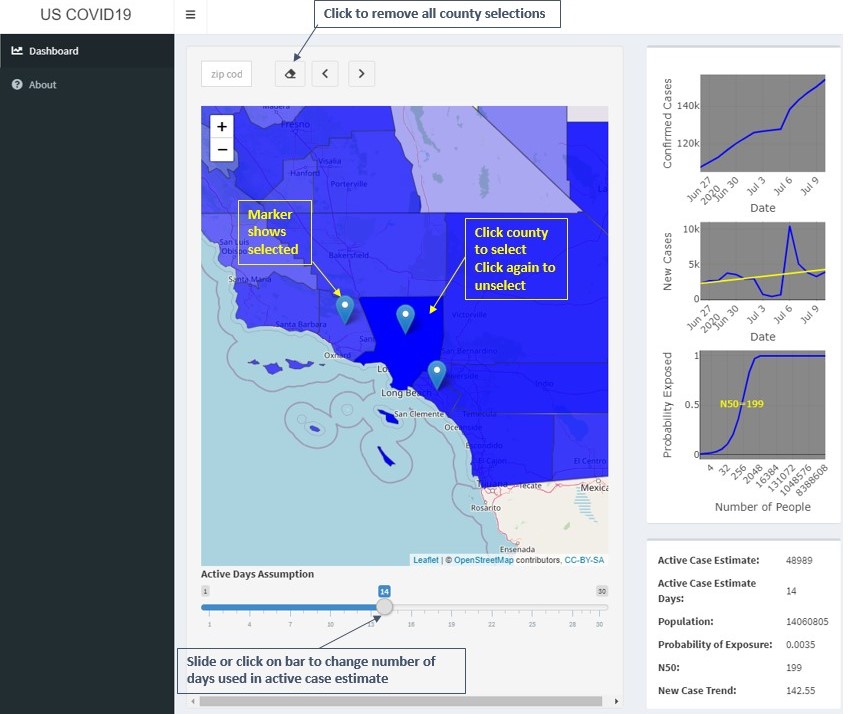 US COVID19
Click to remove all county selections
Dashboard
About
zip cod
+
−
Madera
Fresno
Visalia
Hanford
Porterville
Marker
shows
selected
Click county
to select
Click again to
unselect
San Luis
Obispo
Bakersfield
Santa Maria
Santa Barbara
Victorville
San Bernardino
Oxnard
Long Beach
San Clemente
Temecula
Oceanside
Escondido
El Cajon
El Centro
Tijuana
Tecate
Mexica
Rosarito
Ensenada
Leaflet | © OpenStreetMap contributors, CC-BY-SA
Active Days Assumption
1
14
30
1 4 7 10 13 16 19 22 25 28 30
Slide or click on bar to change number of
days used in active case estimate
Confirmed Cases
140k
120k
Jun 27
2020
Jun 30
Jul 3
Jul 6
Jul 9
Date
New Cases
10k
5k
0
Jun 27
2020
Jun 30
Jul 3
Jul 6
Jul 9
Date
Probability Exposed
1
0.5
0
N50~199
4
32
256
2048
16384
131072
1048576
8388608
Number of People
Active Case Estimate: 48989
Active Case Estimate
Days: 14
Population: 14060805
Probability of Exposure: 0.0035
N50: 199
New Case Trend: 142.55